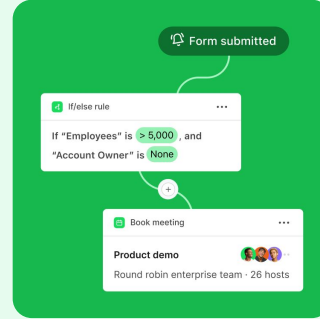 Form submitted
If/else rule
If “Employees” is > 5,000 , and
“Account Owner” is None
Book meeting
Product demo
Round robin enterprise team · 26 hosts